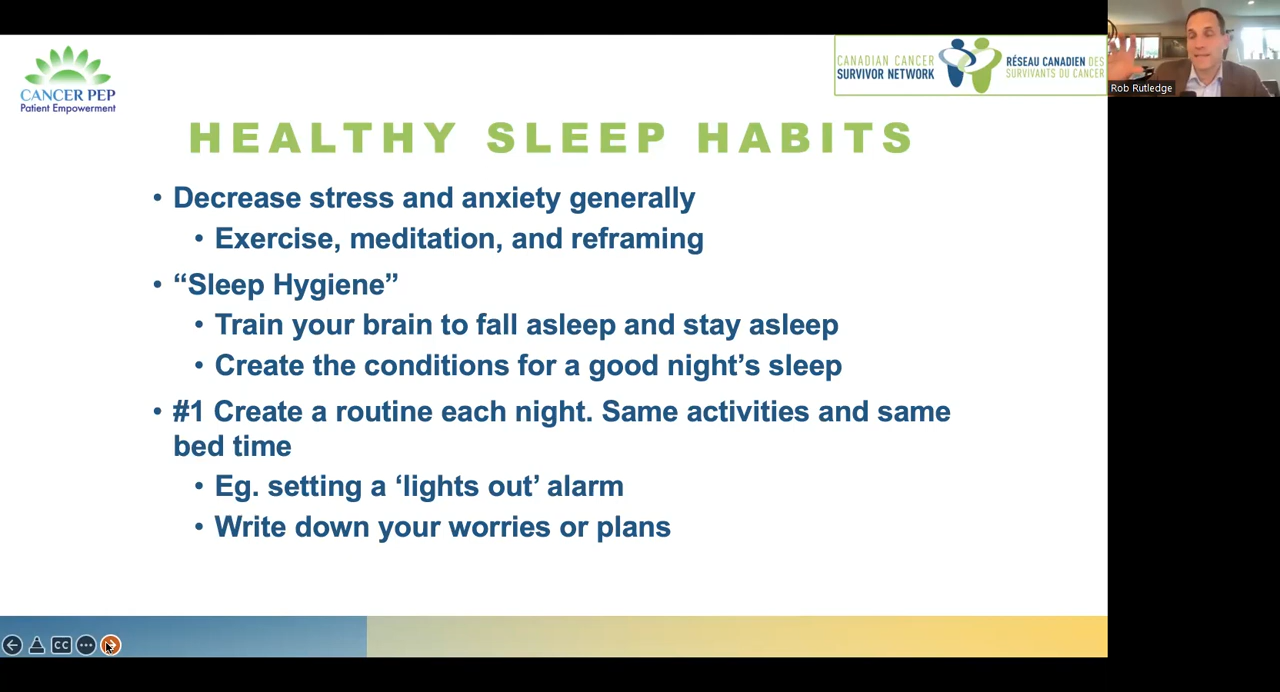 CANCER PEP
Patient Empowerment
CANADIAN CANCER
SURVIVOR NETWORK
RÉSEAU CANADIEN DES
SURVIVANTS DU CANCER
Rob Rutledge
HEALTHY SLEEP HABITS
• Decrease stress and anxiety generally
• Exercise, meditation, and reframing
• “Sleep Hygiene”
• Train your brain to fall asleep and stay asleep
• Create the conditions for a good night’s sleep
• #1 Create a routine each night. Same activities and same
bed time
• Eg. setting a ‘lights out’ alarm
• Write down your worries or plans
CC